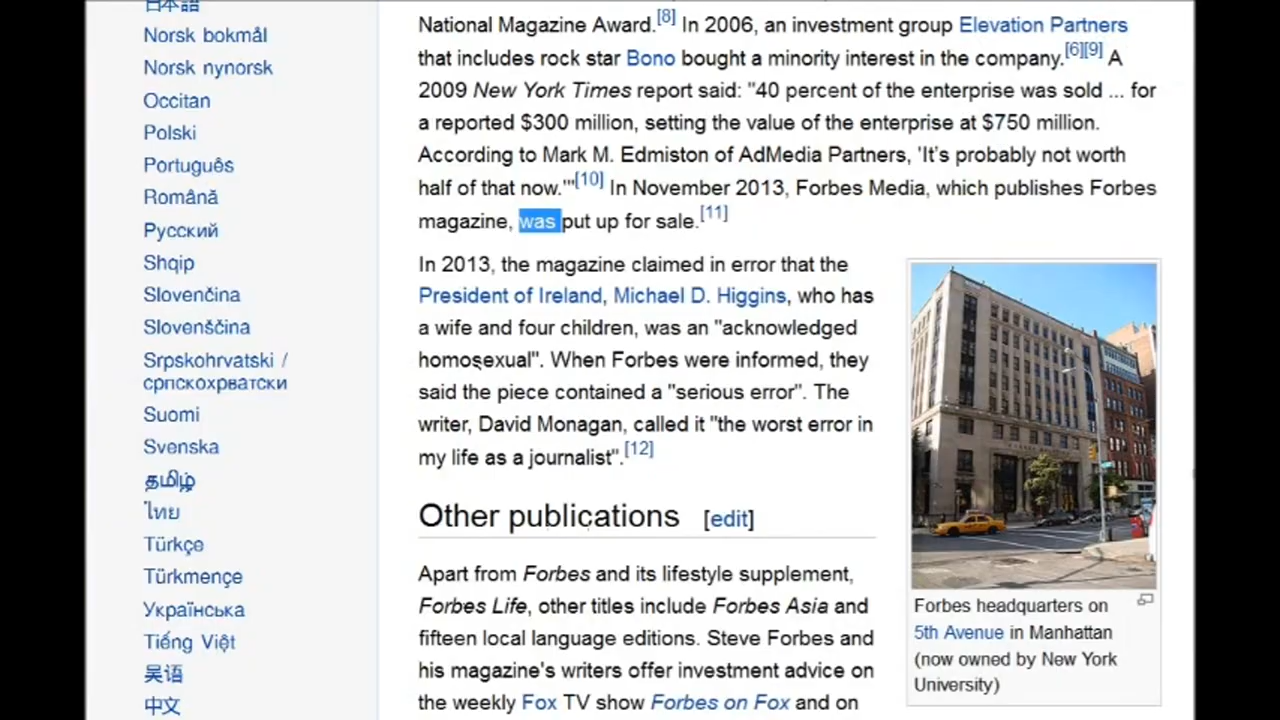 日本語
Norsk bokmål
Norsk nynorsk
Occitan
Polski
Português
Română
Русский
Shqip
Slovenčina
Slovenščina
Srpskohrvatski /
српскохрватски
Suomi
Svenska
தமிழ்
ไทย
Türkçe
Türkmençe
Українська
Tiếng Việt
吴语
中文
National Magazine Award.[8] In 2006, an investment group Elevation Partners
that includes rock star Bono bought a minority interest in the company.[6][9] A
2009 New York Times report said: "40 percent of the enterprise was sold ... for
a reported $300 million, setting the value of the enterprise at $750 million.
According to Mark M. Edmiston of AdMedia Partners, 'It's probably not worth
half of that now.'"[10] In November 2013, Forbes Media, which publishes Forbes
magazine, was put up for sale.[11]
In 2013, the magazine claimed in error that the
President of Ireland, Michael D. Higgins, who has
a wife and four children, was an "acknowledged
homosexual". When Forbes were informed, they
said the piece contained a "serious error". The
writer, David Monagan, called it "the worst error in
my life as a journalist".[12]
Other publications [edit]
Apart from Forbes and its lifestyle supplement,
Forbes Life, other titles include Forbes Asia and
fifteen local language editions. Steve Forbes and
his magazine's writers offer investment advice on
the weekly Fox TV show Forbes on Fox and on
Forbes headquarters on
5th Avenue in Manhattan
(now owned by New York
University)